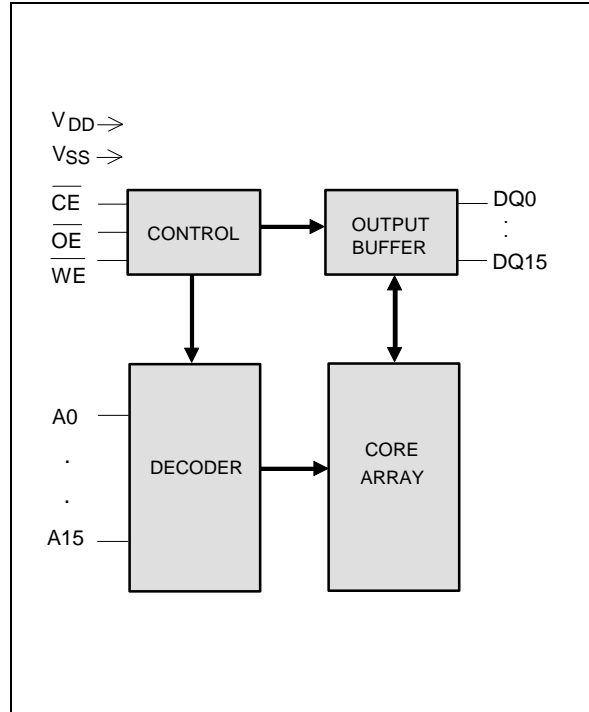 VDD
VSS
CE
OE
WE
CONTROL
OUTPUT
BUFFER
DQ0
:
DQ15
A0
.
.
A15
DECODER
CORE
ARRAY